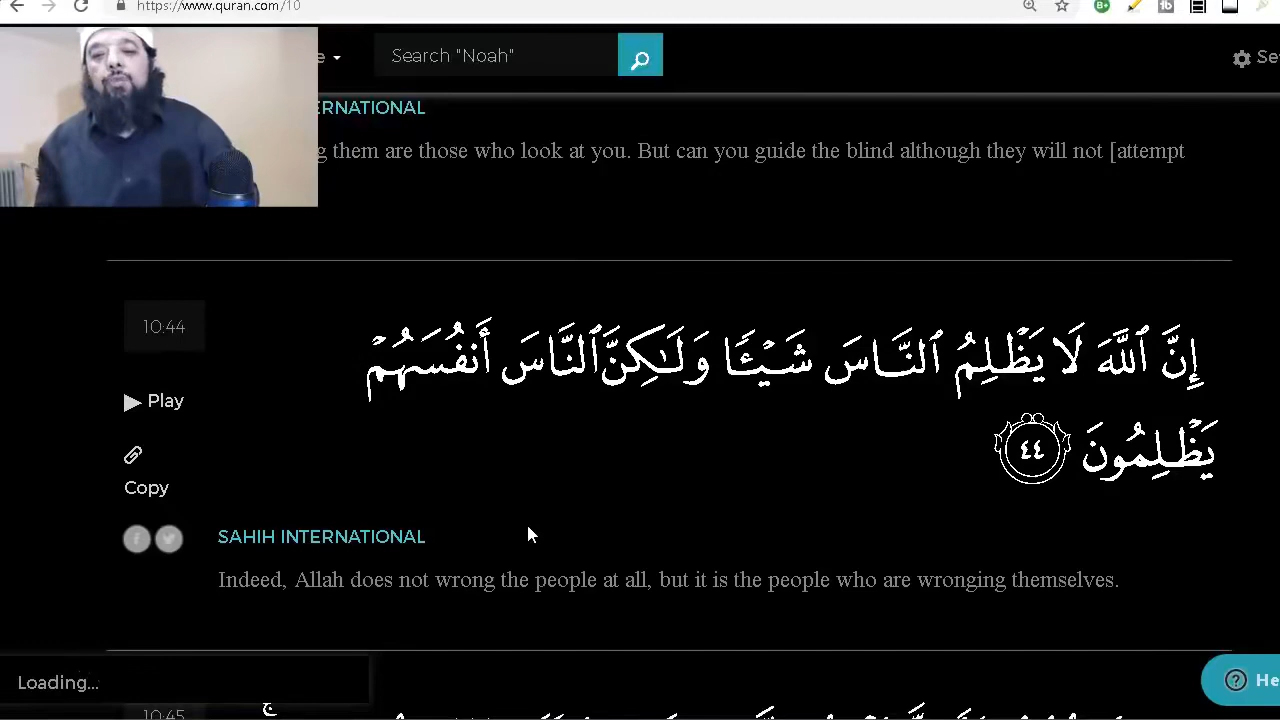 https://www.quran.com/10
Search "Noah"
ERNATIONAL
them are those who look at you. But can you guide the blind although they will not [attempt
10:44
إِنَّ ٱللَّهَ لَا يَظْلِمُ ٱلنَّاسَ شَيْـًٔا وَلَـٰكِنَّ ٱلنَّاسَ أَنفُسَهُمْ
يَظْلِمُونَ ٤٤
Play
Copy
SAHIH INTERNATIONAL
Indeed, Allah does not wrong the people at all, but it is the people who are wronging themselves.
Loading...
He
10:45